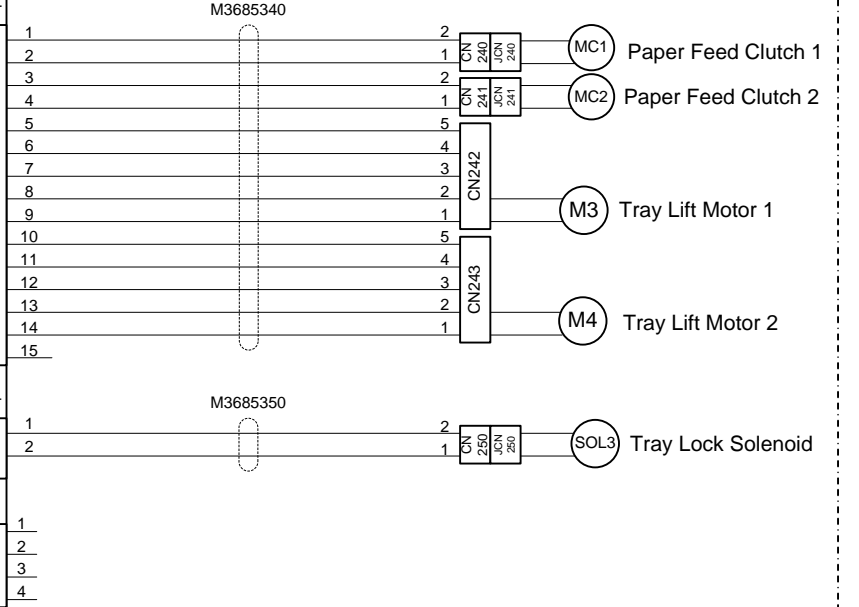 M3685340
1 2 CN 240 JCN 240 MC1 Paper Feed Clutch 1
2 1
3 2 CN 241 JCN 241 MC2 Paper Feed Clutch 2
4 1
5 5 CN242
6 4
7 3
8 2 M3 Tray Lift Motor 1
9 1
10 5 CN243
11 4
12 3
13 2 M4 Tray Lift Motor 2
14 1
15
M3685350
1 2 CN 250 JCN 250 SOL3 Tray Lock Solenoid
2 1
1
2
3
4